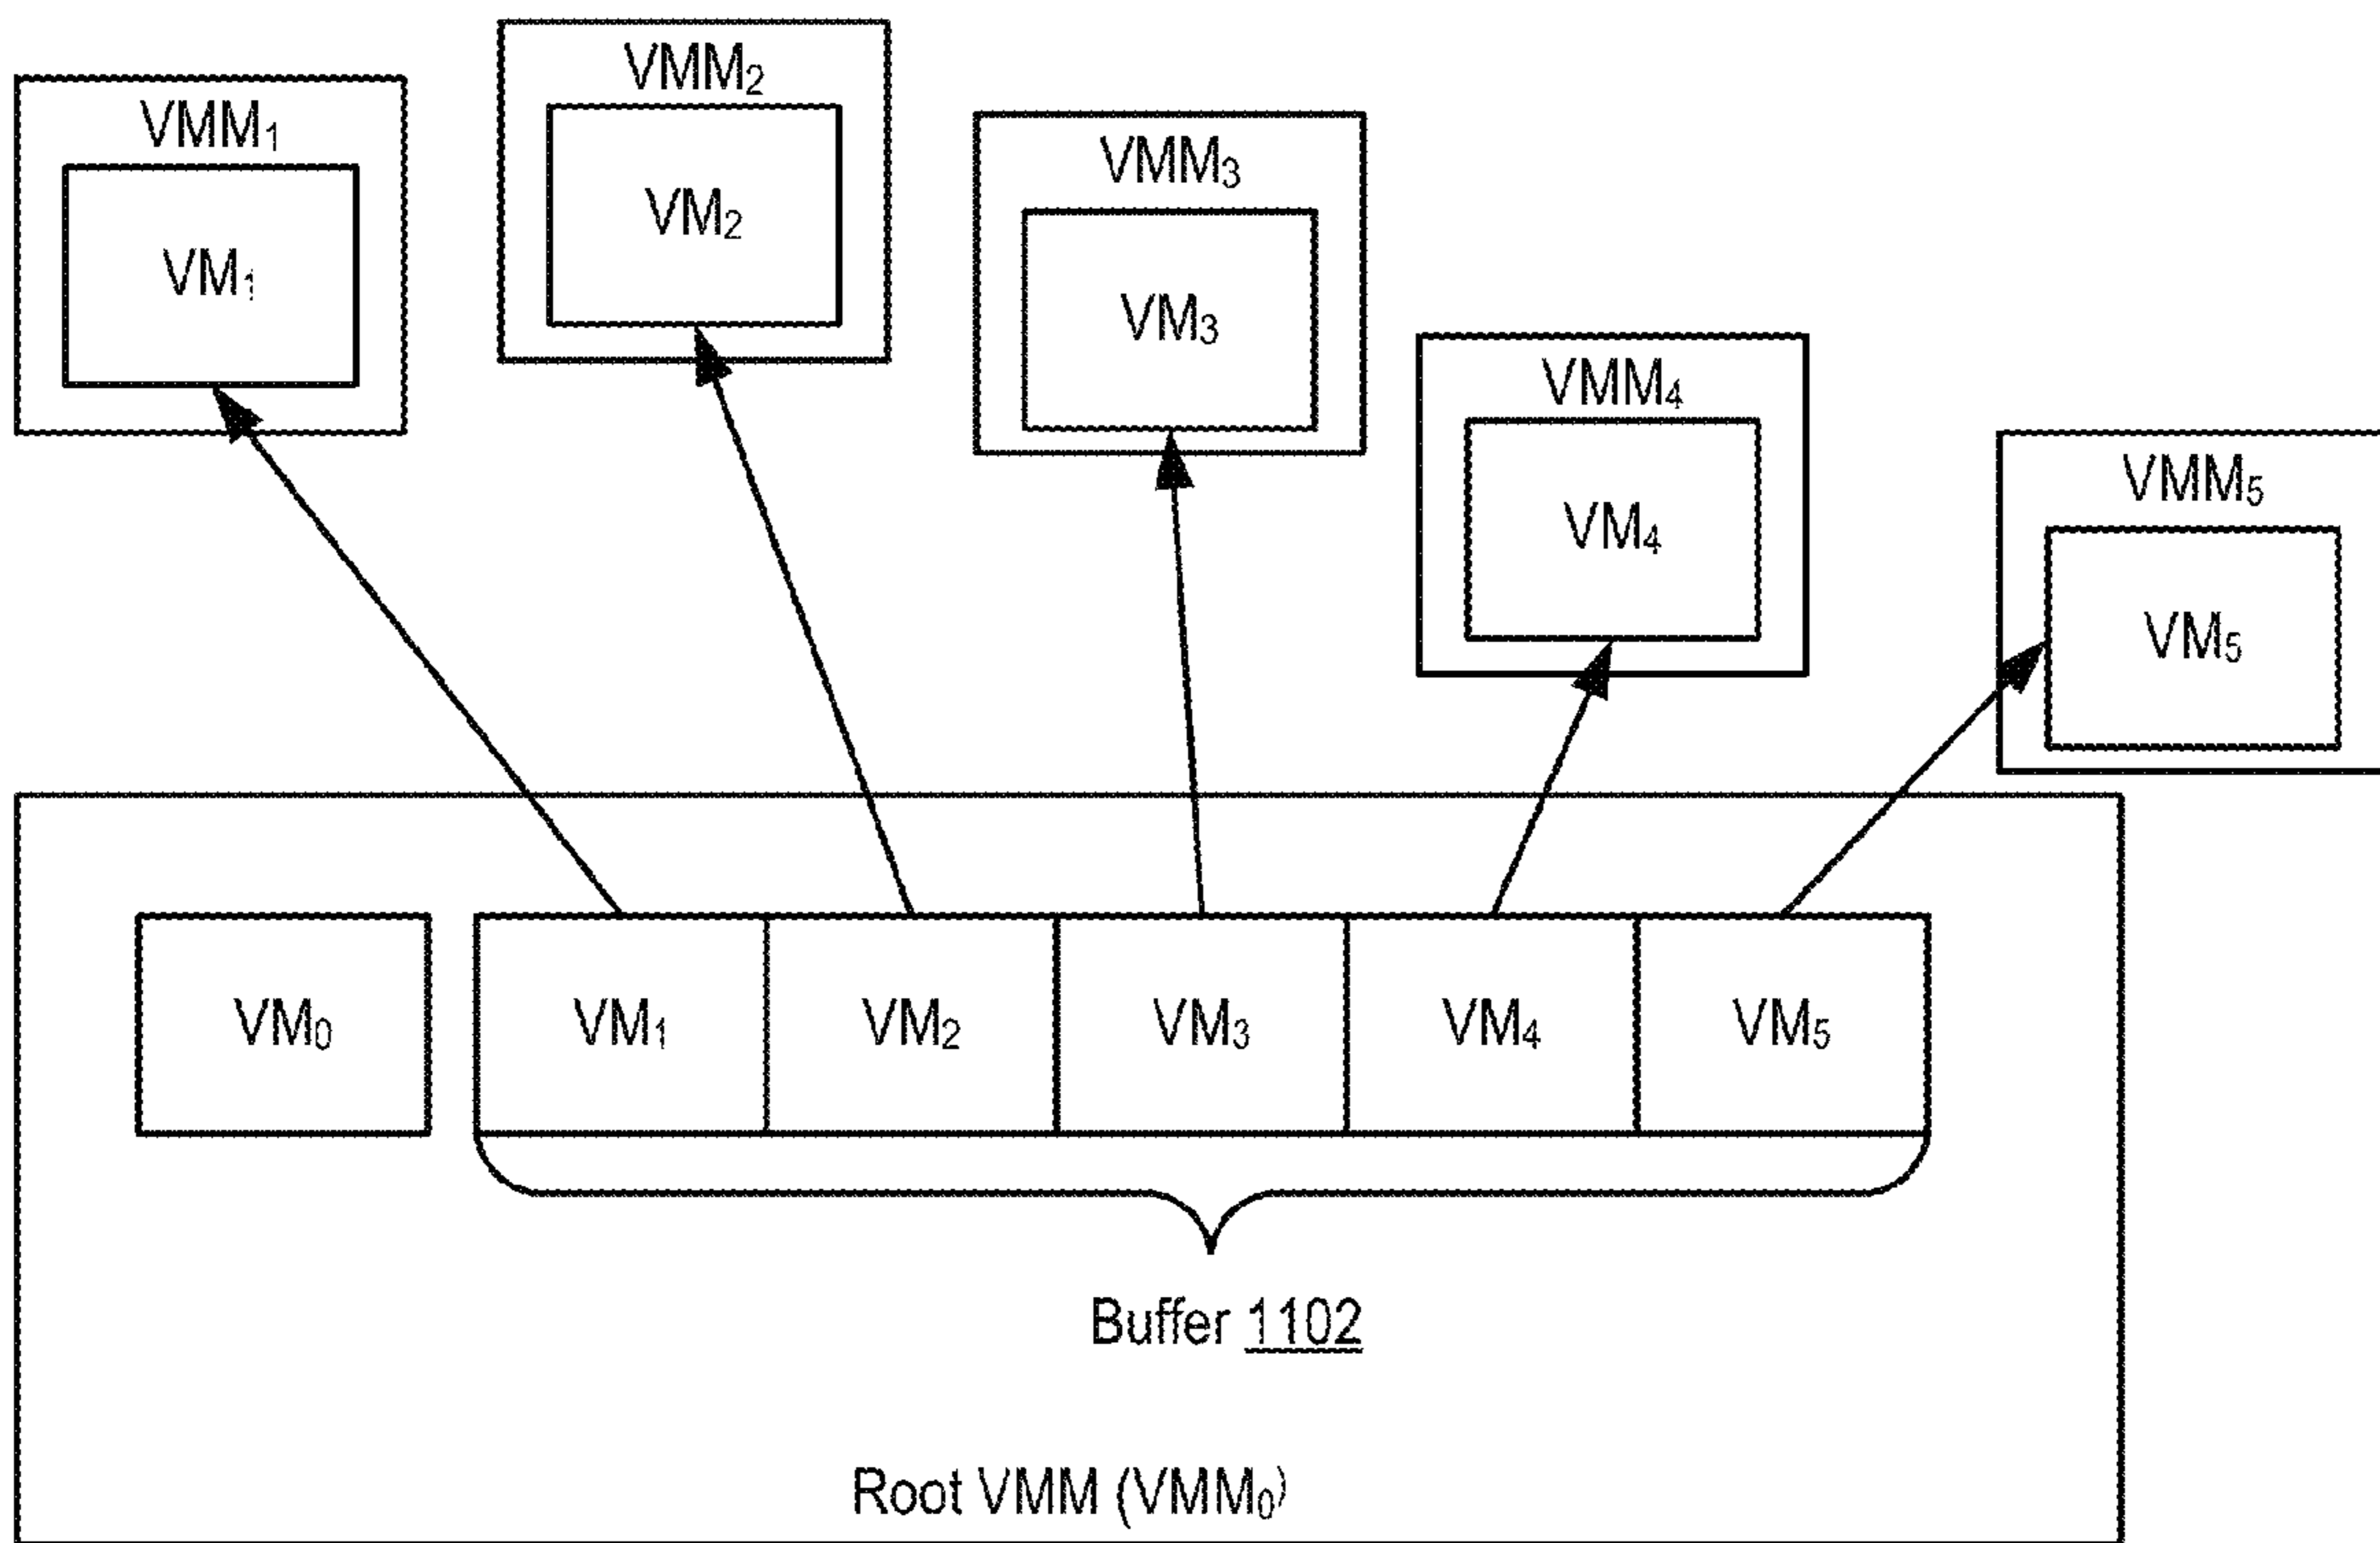 VMM₁
VM₁
VMM₂
VM₂
VMM₃
VM₃
VMM₄
VM₄
VMM₅
VM₅
VM₀
VM₁
VM₂
VM₃
VM₄
VM₅
Buffer 1102
Root VMM (VMM₀)